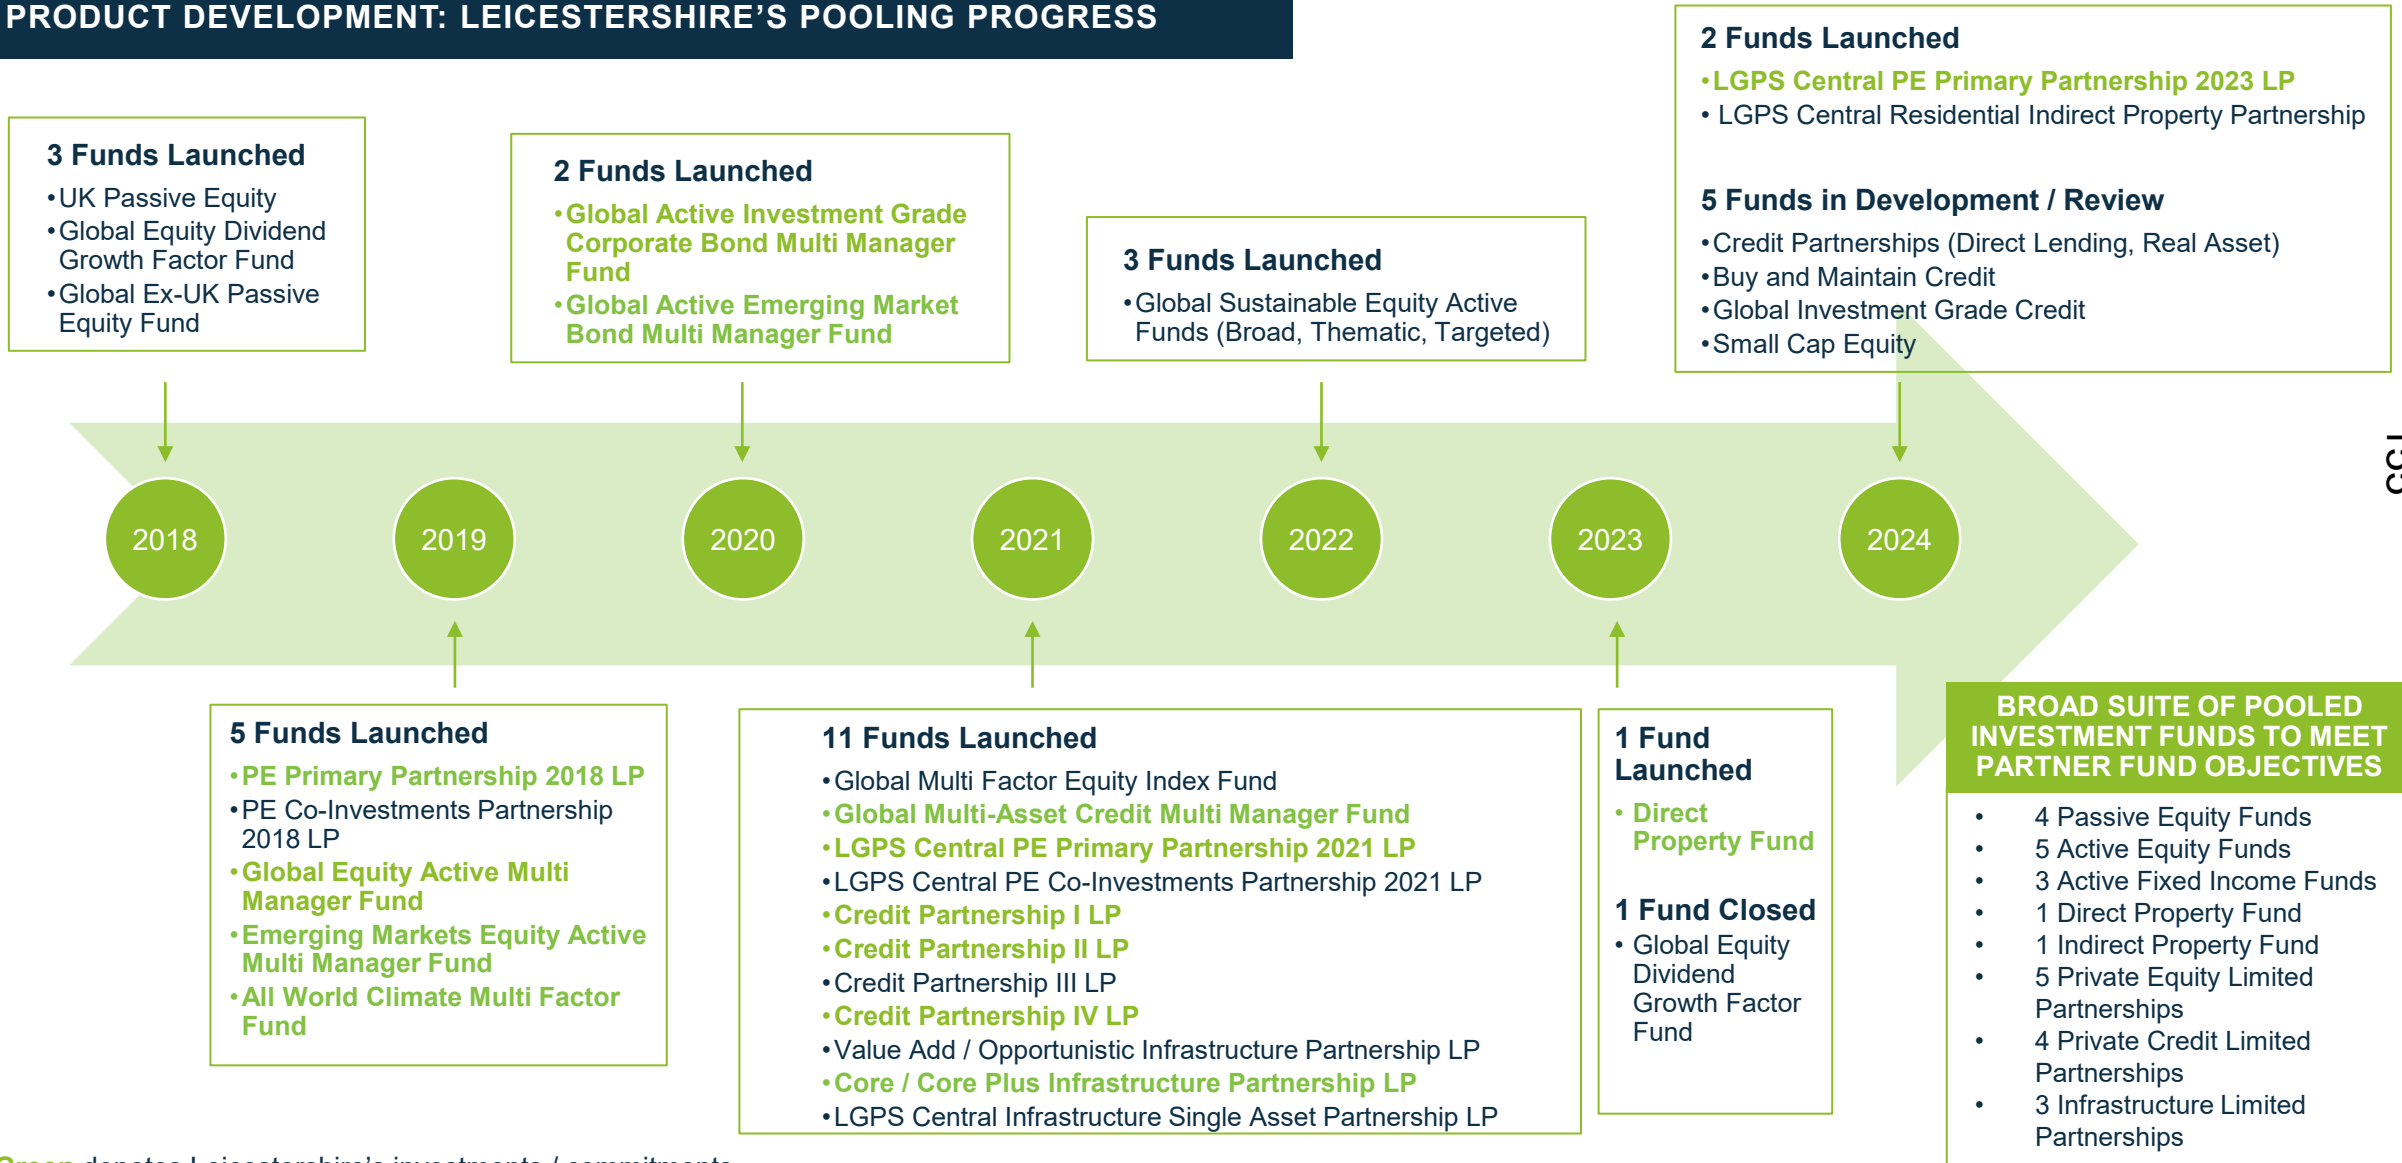 PRODUCT DEVELOPMENT: LEICESTERSHIRE'S POOLING PROGRESS
3 Funds Launched
•UK Passive Equity
•Global Equity Dividend
Growth Factor Fund
•Global Ex-UK Passive
Equity Fund
2 Funds Launched
•Global Active Investment Grade
Corporate Bond Multi Manager
Fund
•Global Active Emerging Market
Bond Multi Manager Fund
3 Funds Launched
•Global Sustainable Equity Active
Funds (Broad, Thematic, Targeted)
2 Funds Launched
•LGPS Central PE Primary Partnership 2023 LP
• LGPS Central Residential Indirect Property Partnership
5 Funds in Development / Review
•Credit Partnerships (Direct Lending, Real Asset)
•Buy and Maintain Credit
•Global Investment Grade Credit
•Small Cap Equity
2018
2019
2020
2021
2022
2023
2024
5 Funds Launched
•PE Primary Partnership 2018 LP
•PE Co-Investments Partnership
2018 LP
•Global Equity Active Multi
Manager Fund
•Emerging Markets Equity Active
Multi Manager Fund
•All World Climate Multi Factor
Fund
11 Funds Launched
•Global Multi Factor Equity Index Fund
•Global Multi-Asset Credit Multi Manager Fund
•LGPS Central PE Primary Partnership 2021 LP
•LGPS Central PE Co-Investments Partnership 2021 LP
•Credit Partnership I LP
•Credit Partnership II LP
•Credit Partnership III LP
•Credit Partnership IV LP
•Value Add / Opportunistic Infrastructure Partnership LP
•Core / Core Plus Infrastructure Partnership LP
•LGPS Central Infrastructure Single Asset Partnership LP
1 Fund
Launched
• Direct
Property Fund
1 Fund Closed
• Global Equity
Dividend
Growth Factor
Fund
BROAD SUITE OF POOLED
INVESTMENT FUNDS TO MEET
PARTNER FUND OBJECTIVES
• 4 Passive Equity Funds
• 5 Active Equity Funds
• 3 Active Fixed Income Funds
• 1 Direct Property Fund
• 1 Indirect Property Fund
• 5 Private Equity Limited
Partnerships
• 4 Private Credit Limited
Partnerships
• 3 Infrastructure Limited
Partnerships
Green denotes Leicestershire's investments / commitments